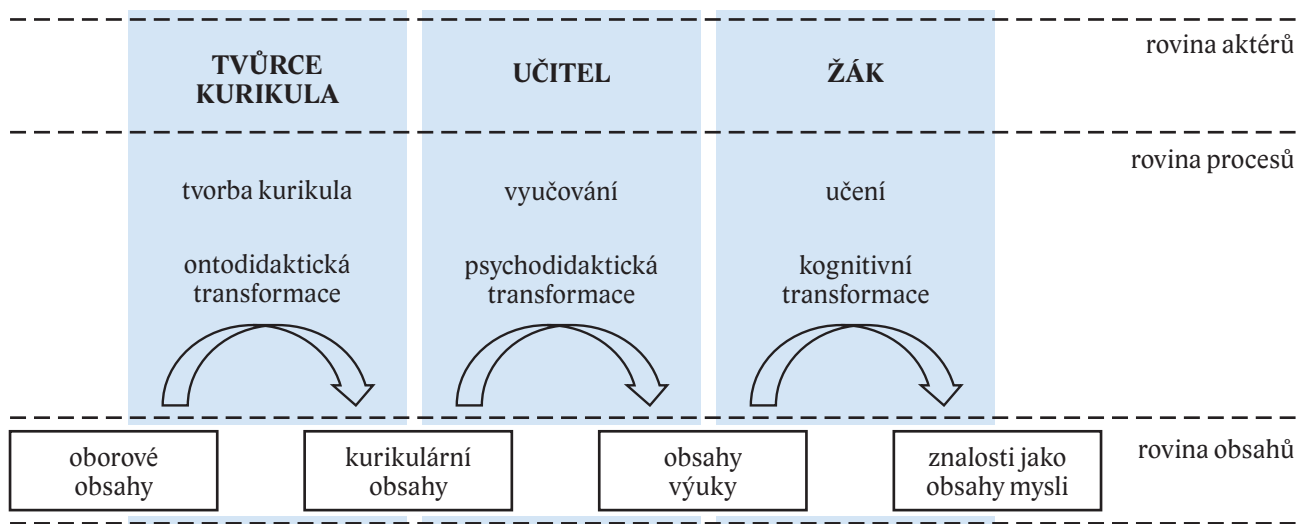 rovina aktérů
TVŮRCE
KURIKULA
UČITEL
ŽÁK
rovina procesů
tvorba kurikula
vyučování
učení
ontodidaktická
transformace
psychodidaktická
transformace
kognitivní
transformace
rovina obsahů
oborové
obsahy
kurikulární
obsahy
obsahy
výuky
znalosti jako
obsahy mysli